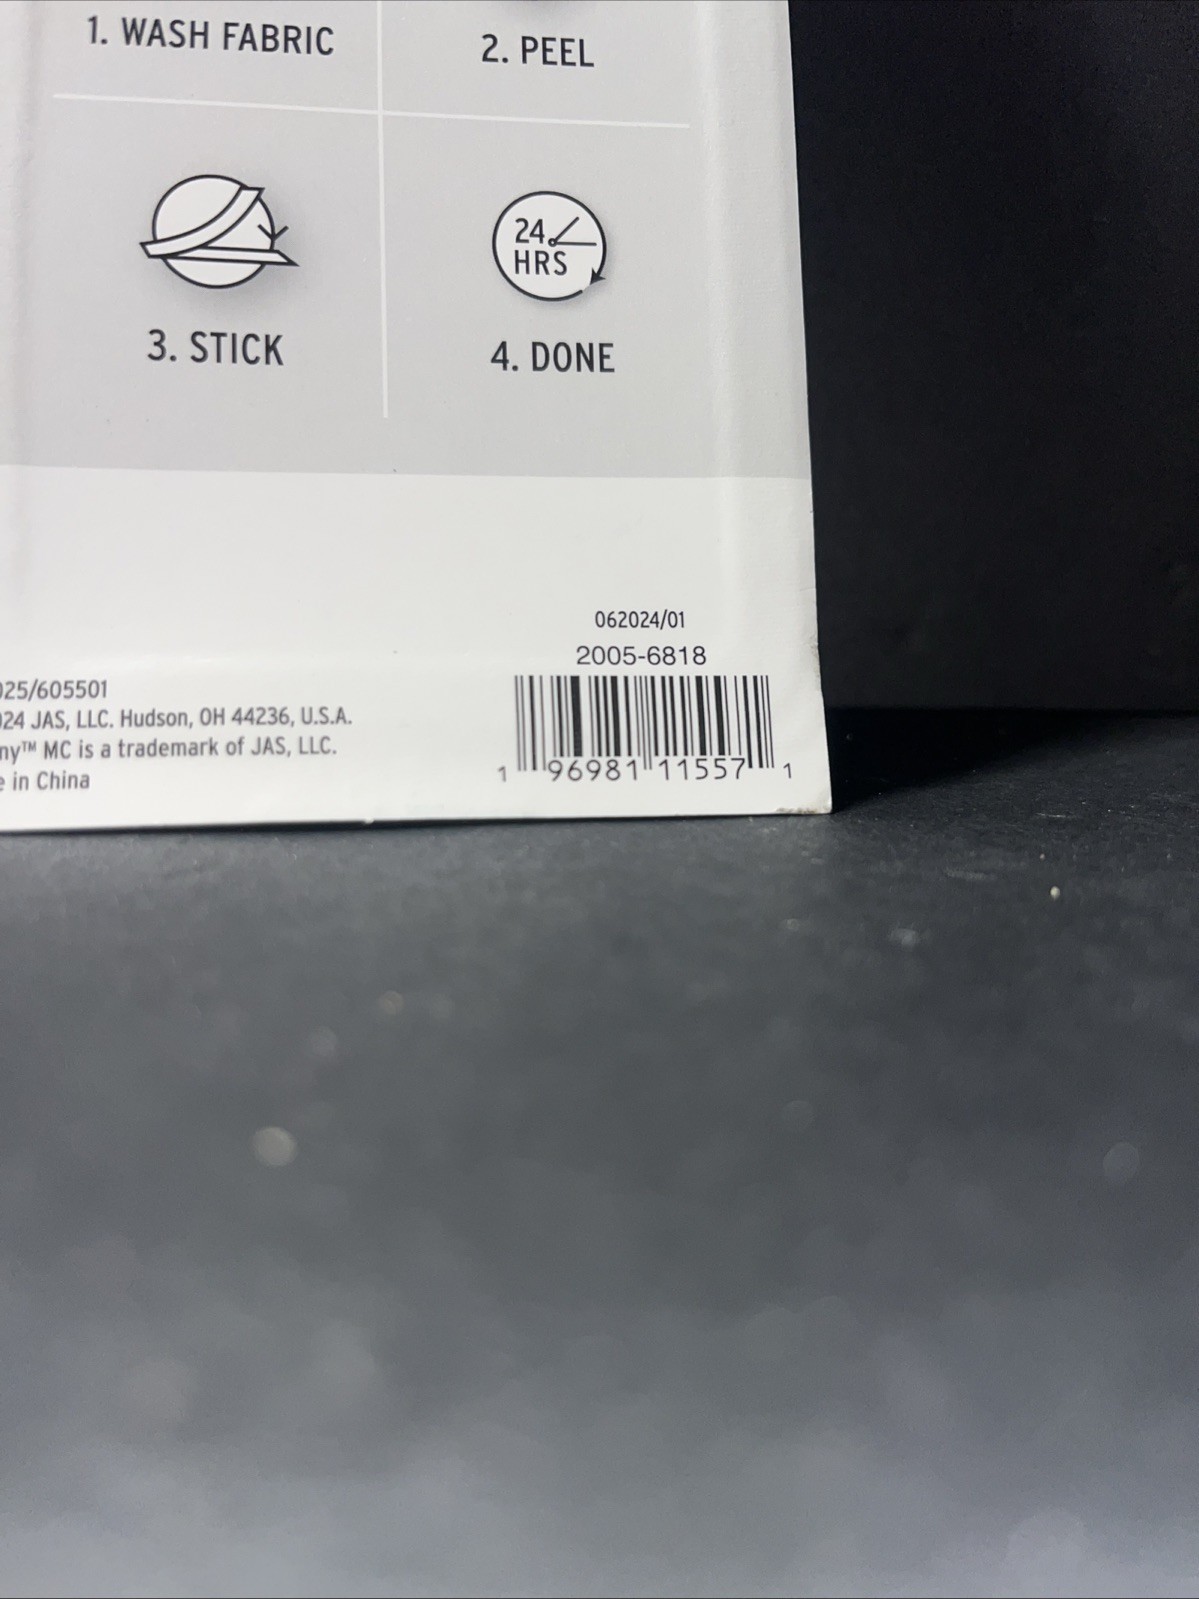 1. WASH FABRIC
2. PEEL
24
HRS
3. STICK
4. DONE
062024/01
2005-6818
025/605501
024 JAS, LLC. Hudson, OH 44236, U.S.A.
ny™ MC is a trademark of JAS, LLC.
e in China
1 96981 11557 1